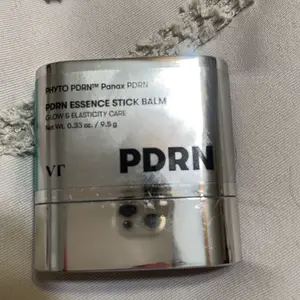 PHYTO PDRN™ Panax PDRN
PDRN ESSENCE STICK BALM
GLOW & ELASTICITY CARE
Net Wt. 0.33 oz. / 9.5 g
VT
PDRN